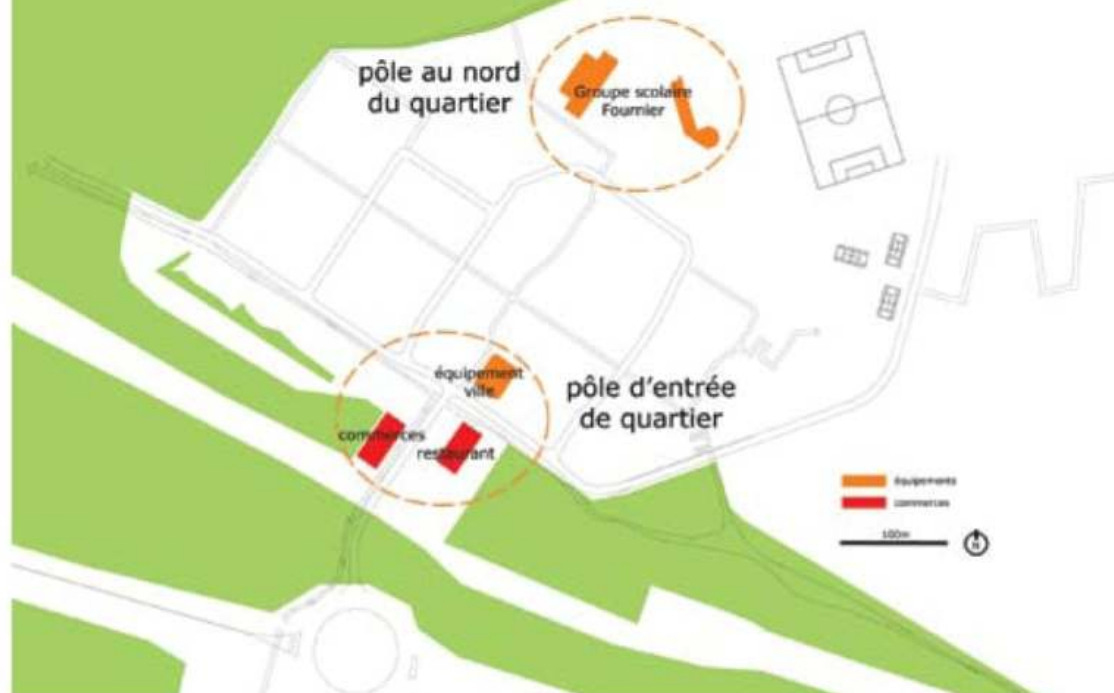 pôle au nord
du quartier
Groupe scolaire
Fournier
équipement
ville
pôle d'entrée
de quartier
commerces
restaurant
équipements
commerces
100m
N